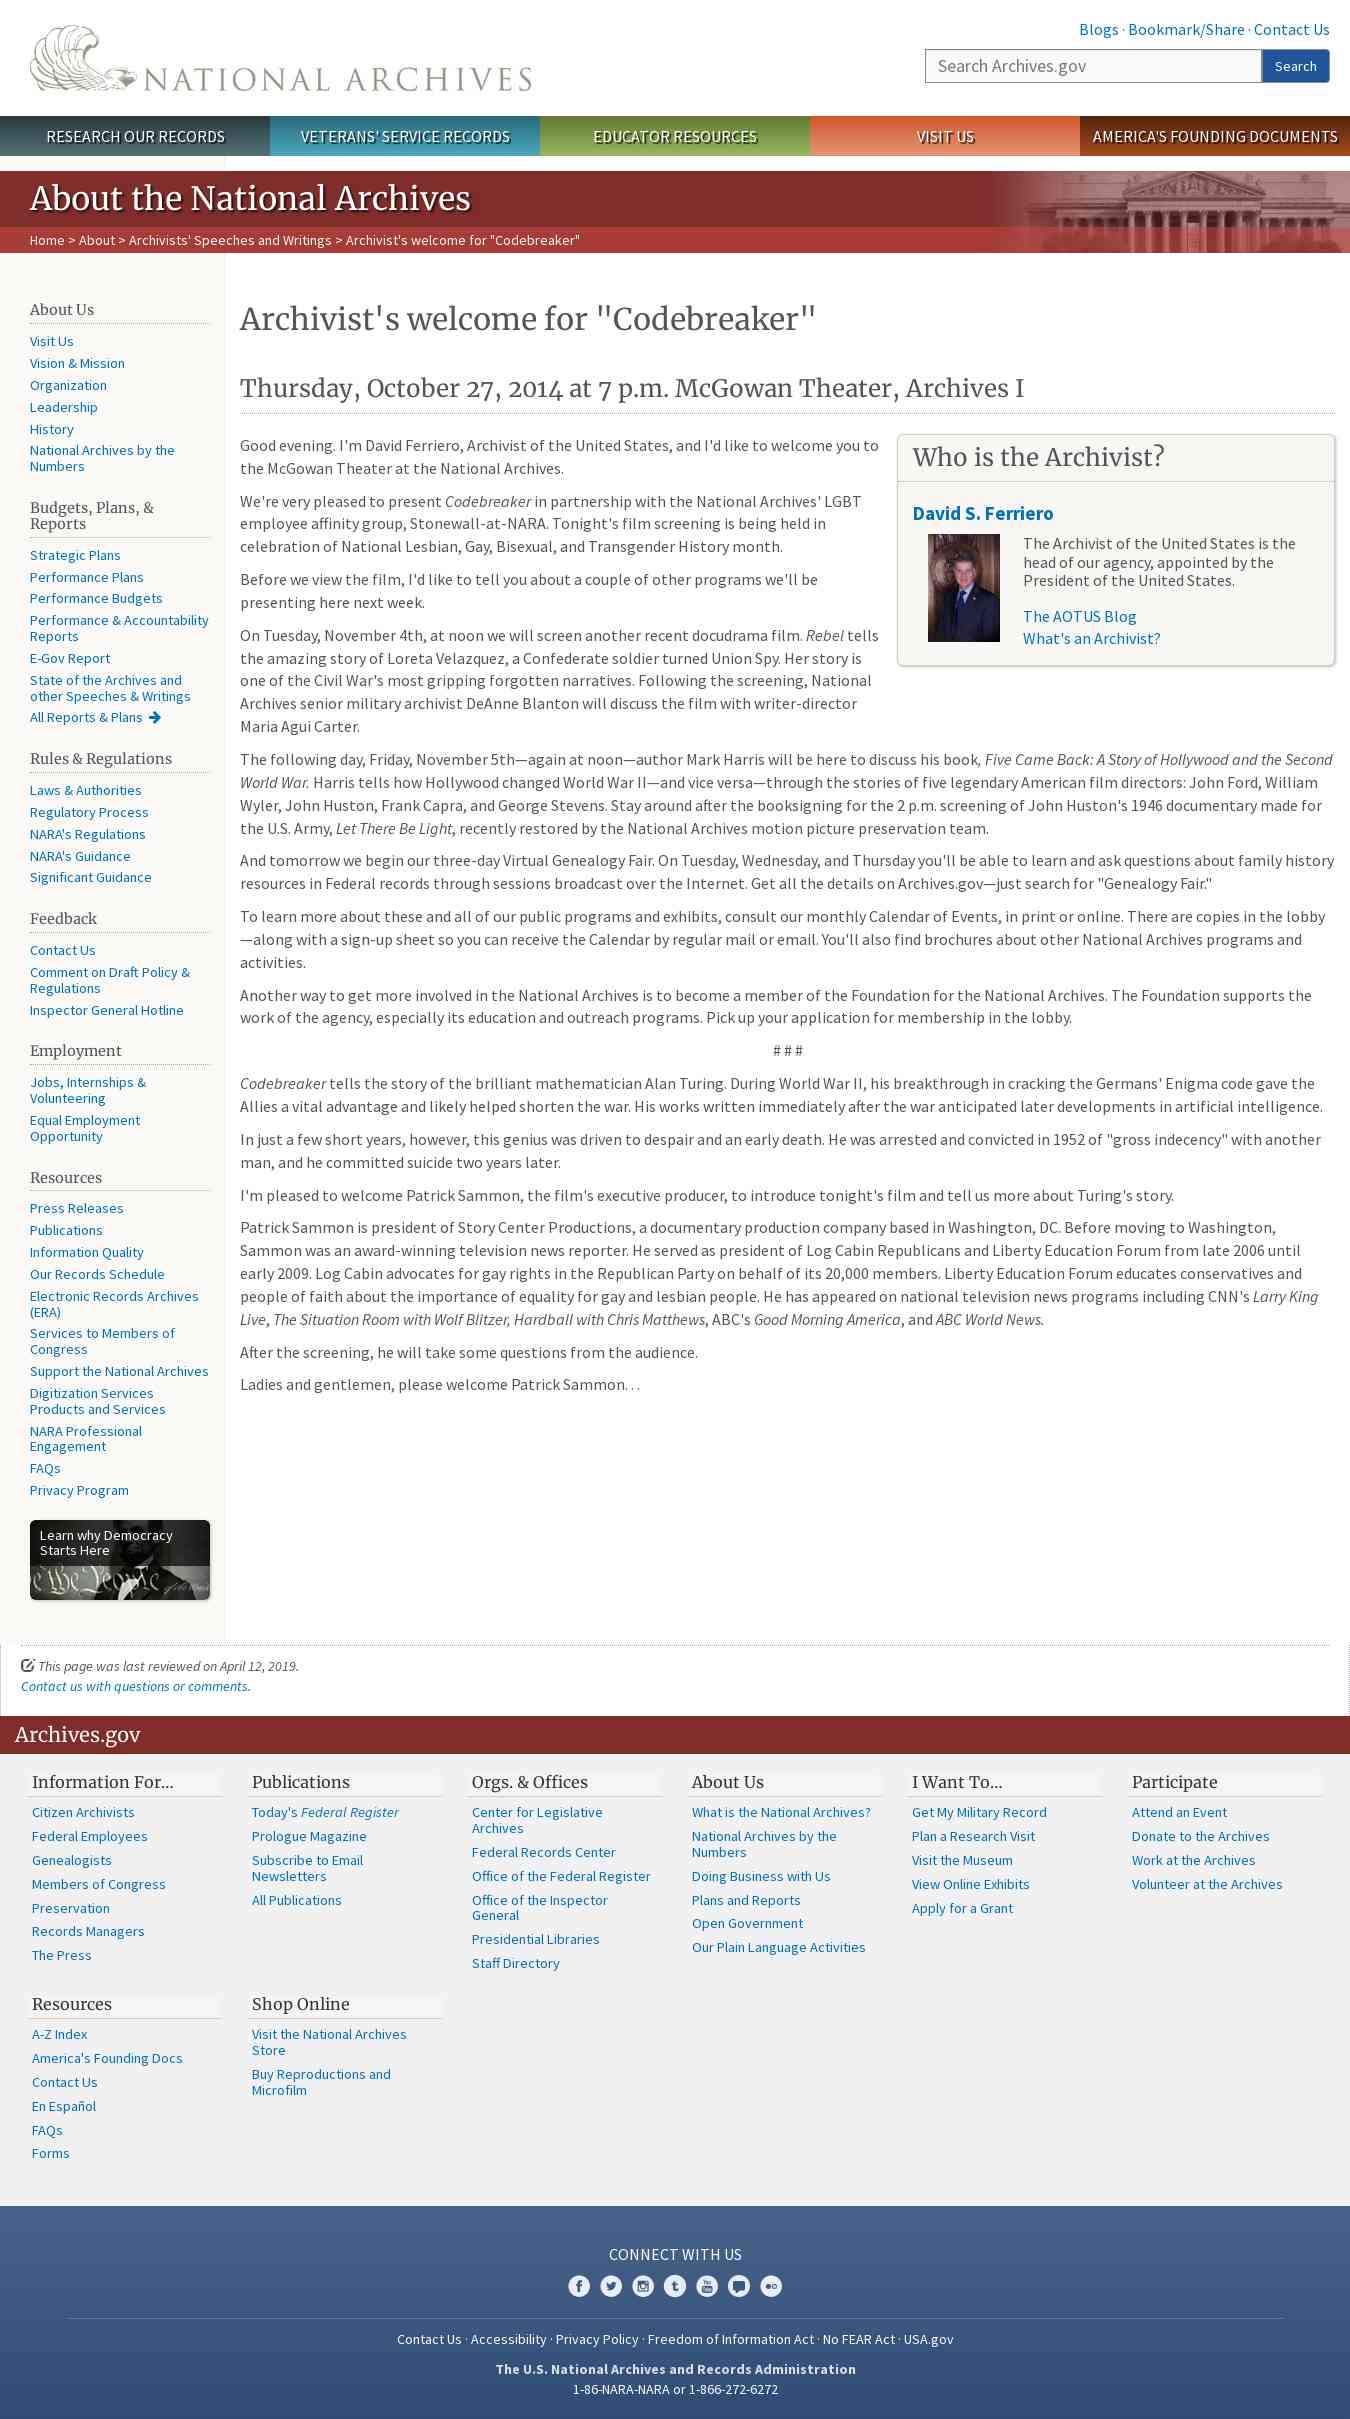 NATIONAL ARCHIVES
Blogs · Bookmark/Share · Contact Us
Search Archives.gov
Search
RESEARCH OUR RECORDS
VETERANS' SERVICE RECORDS
EDUCATOR RESOURCES
VISIT US
AMERICA'S FOUNDING DOCUMENTS
About the National Archives
Home > About > Archivists' Speeches and Writings > Archivist's welcome for "Codebreaker"
About Us
Visit Us
Vision & Mission
Organization
Leadership
History
National Archives by the
Numbers
Budgets, Plans, &
Reports
Strategic Plans
Performance Plans
Performance Budgets
Performance & Accountability
Reports
E-Gov Report
State of the Archives and
other Speeches & Writings
All Reports & Plans
Rules & Regulations
Laws & Authorities
Regulatory Process
NARA's Regulations
NARA's Guidance
Significant Guidance
Feedback
Contact Us
Comment on Draft Policy &
Regulations
Inspector General Hotline
Employment
Jobs, Internships &
Volunteering
Equal Employment
Opportunity
Resources
Press Releases
Publications
Information Quality
Our Records Schedule
Electronic Records Archives
(ERA)
Services to Members of
Congress
Support the National Archives
Digitization Services
Products and Services
NARA Professional
Engagement
FAQs
Privacy Program
Learn why Democracy
Starts Here
Archivist's welcome for "Codebreaker"
Thursday, October 27, 2014 at 7 p.m. McGowan Theater, Archives I
Good evening. I'm David Ferriero, Archivist of the United States, and I'd like to welcome you to
the McGowan Theater at the National Archives.
We're very pleased to present Codebreaker in partnership with the National Archives' LGBT
employee affinity group, Stonewall-at-NARA. Tonight's film screening is being held in
celebration of National Lesbian, Gay, Bisexual, and Transgender History month.
Before we view the film, I'd like to tell you about a couple of other programs we'll be
presenting here next week.
On Tuesday, November 4th, at noon we will screen another recent docudrama film. Rebel tells
the amazing story of Loreta Velazquez, a Confederate soldier turned Union Spy. Her story is
one of the Civil War's most gripping forgotten narratives. Following the screening, National
Archives senior military archivist DeAnne Blanton will discuss the film with writer-director
Maria Agui Carter.
Who is the Archivist?
David S. Ferriero
The Archivist of the United States is the
head of our agency, appointed by the
President of the United States.
The AOTUS Blog
What's an Archivist?
The following day, Friday, November 5th—again at noon—author Mark Harris will be here to discuss his book, Five Came Back: A Story of Hollywood and the Second
World War. Harris tells how Hollywood changed World War II—and vice versa—through the stories of five legendary American film directors: John Ford, William
Wyler, John Huston, Frank Capra, and George Stevens. Stay around after the booksigning for the 2 p.m. screening of John Huston's 1946 documentary made for
the U.S. Army, Let There Be Light, recently restored by the National Archives motion picture preservation team.
And tomorrow we begin our three-day Virtual Genealogy Fair. On Tuesday, Wednesday, and Thursday you'll be able to learn and ask questions about family history
resources in Federal records through sessions broadcast over the Internet. Get all the details on Archives.gov—just search for "Genealogy Fair."
To learn more about these and all of our public programs and exhibits, consult our monthly Calendar of Events, in print or online. There are copies in the lobby
—along with a sign-up sheet so you can receive the Calendar by regular mail or email. You'll also find brochures about other National Archives programs and
activities.
Another way to get more involved in the National Archives is to become a member of the Foundation for the National Archives. The Foundation supports the
work of the agency, especially its education and outreach programs. Pick up your application for membership in the lobby.
# # #
Codebreaker tells the story of the brilliant mathematician Alan Turing. During World War II, his breakthrough in cracking the Germans' Enigma code gave the
Allies a vital advantage and likely helped shorten the war. His works written immediately after the war anticipated later developments in artificial intelligence.
In just a few short years, however, this genius was driven to despair and an early death. He was arrested and convicted in 1952 of "gross indecency" with another
man, and he committed suicide two years later.
I'm pleased to welcome Patrick Sammon, the film's executive producer, to introduce tonight's film and tell us more about Turing's story.
Patrick Sammon is president of Story Center Productions, a documentary production company based in Washington, DC. Before moving to Washington,
Sammon was an award-winning television news reporter. He served as president of Log Cabin Republicans and Liberty Education Forum from late 2006 until
early 2009. Log Cabin advocates for gay rights in the Republican Party on behalf of its 20,000 members. Liberty Education Forum educates conservatives and
people of faith about the importance of equality for gay and lesbian people. He has appeared on national television news programs including CNN's Larry King
Live, The Situation Room with Wolf Blitzer, Hardball with Chris Matthews, ABC's Good Morning America, and ABC World News.
After the screening, he will take some questions from the audience.
Ladies and gentlemen, please welcome Patrick Sammon. . .
This page was last reviewed on April 12, 2019.
Contact us with questions or comments.
Archives.gov
Information For…
Citizen Archivists
Federal Employees
Genealogists
Members of Congress
Preservation
Records Managers
The Press
Publications
Today's Federal Register
Prologue Magazine
Subscribe to Email
Newsletters
All Publications
Orgs. & Offices
Center for Legislative
Archives
Federal Records Center
Office of the Federal Register
Office of the Inspector
General
Presidential Libraries
Staff Directory
About Us
What is the National Archives?
National Archives by the
Numbers
Doing Business with Us
Plans and Reports
Open Government
Our Plain Language Activities
I Want To…
Get My Military Record
Plan a Research Visit
Visit the Museum
View Online Exhibits
Apply for a Grant
Participate
Attend an Event
Donate to the Archives
Work at the Archives
Volunteer at the Archives
Resources
A-Z Index
America's Founding Docs
Contact Us
En Español
FAQs
Forms
Shop Online
Visit the National Archives
Store
Buy Reproductions and
Microfilm
CONNECT WITH US
Contact Us · Accessibility · Privacy Policy · Freedom of Information Act · No FEAR Act · USA.gov
The U.S. National Archives and Records Administration
1-86-NARA-NARA or 1-866-272-6272